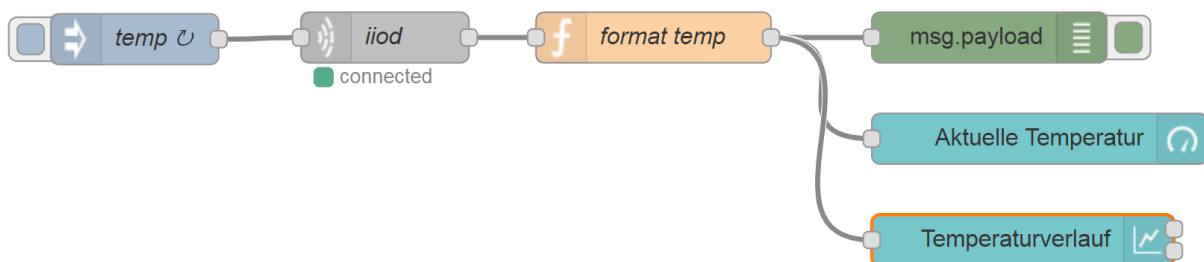 temp ↻
iiod
connected
format temp
msg.payload
Aktuelle Temperatur
Temperaturverlauf